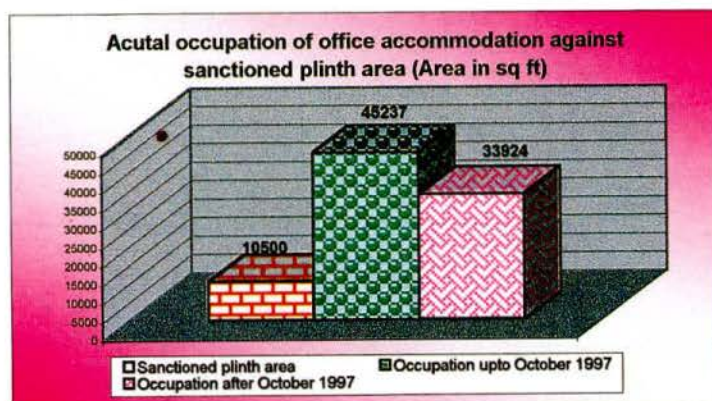 Acutal occupation of office accommodation against
sanctioned plinth area (Area in sq ft)
45237
33924
10500
50000
45000
40000
35000
30000
25000
20000
15000
10000
5000
0
Sanctioned plinth area
Occupation upto October 1997
Occupation after October 1997